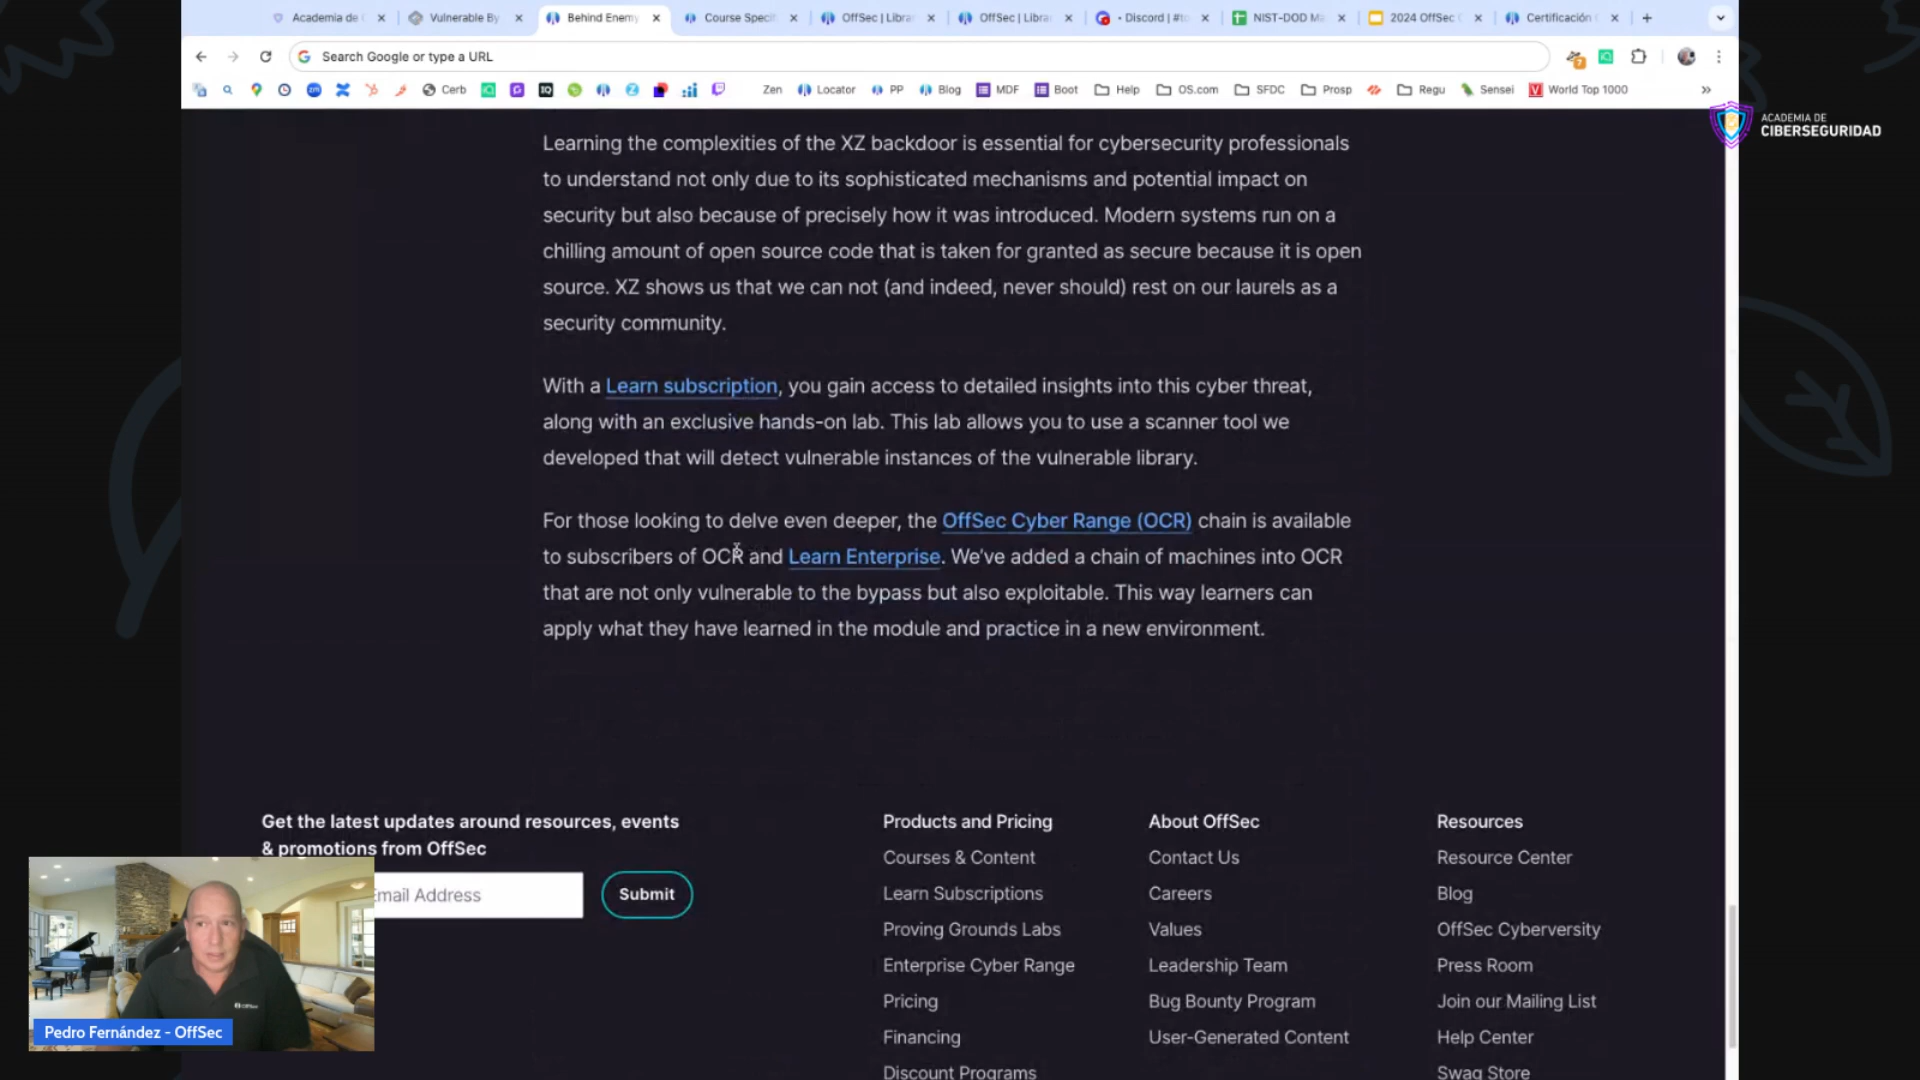 Academia de C
Vulnerable By
Behind Enemy
Course Specif
OffSec | Librar
OffSec | Librar
• Discord | #to
NIST-DOD Ma
2024 OffSec C
Certificación
Search Google or type a URL
Cerb
Zen
Locator
PP
Blog
MDF
Boot
Help
OS.com
SFDC
Prosp
Regu
Sensei
World Top 1000
ACADEMIA DE
CIBERSEGURIDAD
Learning the complexities of the XZ backdoor is essential for cybersecurity professionals
to understand not only due to its sophisticated mechanisms and potential impact on
security but also because of precisely how it was introduced. Modern systems run on a
chilling amount of open source code that is taken for granted as secure because it is open
source. XZ shows us that we can not (and indeed, never should) rest on our laurels as a
security community.
With a Learn subscription, you gain access to detailed insights into this cyber threat,
along with an exclusive hands-on lab. This lab allows you to use a scanner tool we
developed that will detect vulnerable instances of the vulnerable library.
For those looking to delve even deeper, the OffSec Cyber Range (OCR) chain is available
to subscribers of OCR and Learn Enterprise. We've added a chain of machines into OCR
that are not only vulnerable to the bypass but also exploitable. This way learners can
apply what they have learned in the module and practice in a new environment.
Get the latest updates around resources, events
& promotions from OffSec
Email Address
Submit
Products and Pricing
Courses & Content
Learn Subscriptions
Proving Grounds Labs
Enterprise Cyber Range
Pricing
Financing
Discount Programs
About OffSec
Contact Us
Careers
Values
Leadership Team
Bug Bounty Program
User-Generated Content
Resources
Resource Center
Blog
OffSec Cyberversity
Press Room
Join our Mailing List
Help Center
Swag Store
Pedro Fernández - OffSec